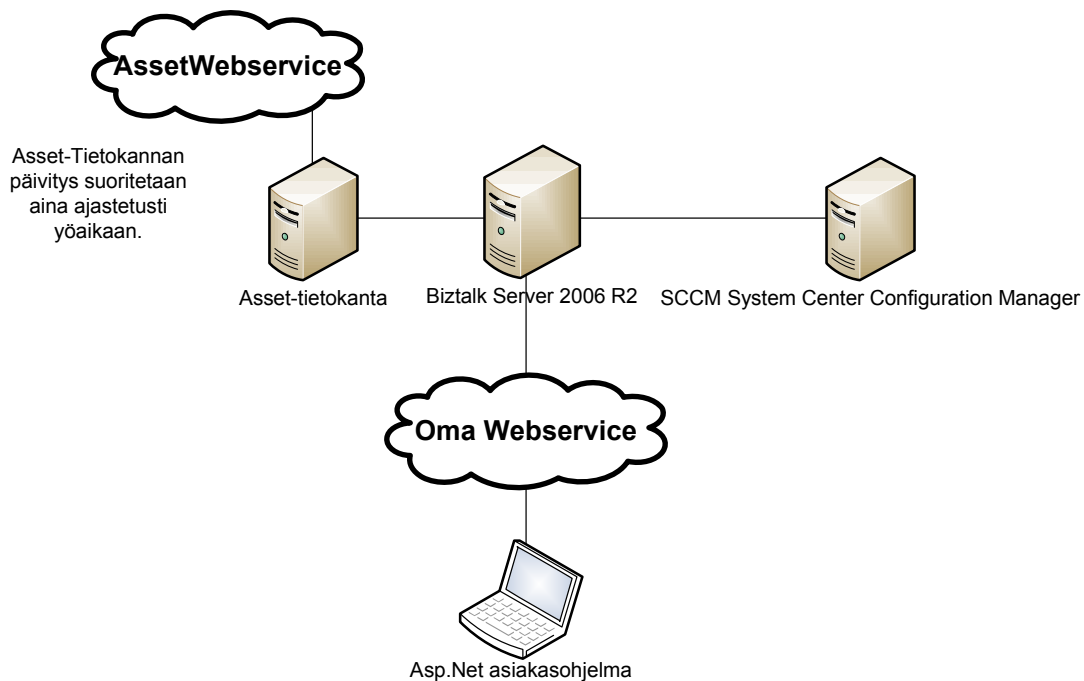 AssetWebservice
Asset-Tietokannan
päivitys suoritetaan
aina ajastetusti
yöaikaan.
Asset-tietokanta
Biztalk Server 2006 R2
SCCM System Center Configuration Manager
Oma Webservice
Asp.Net asiakasohjelma